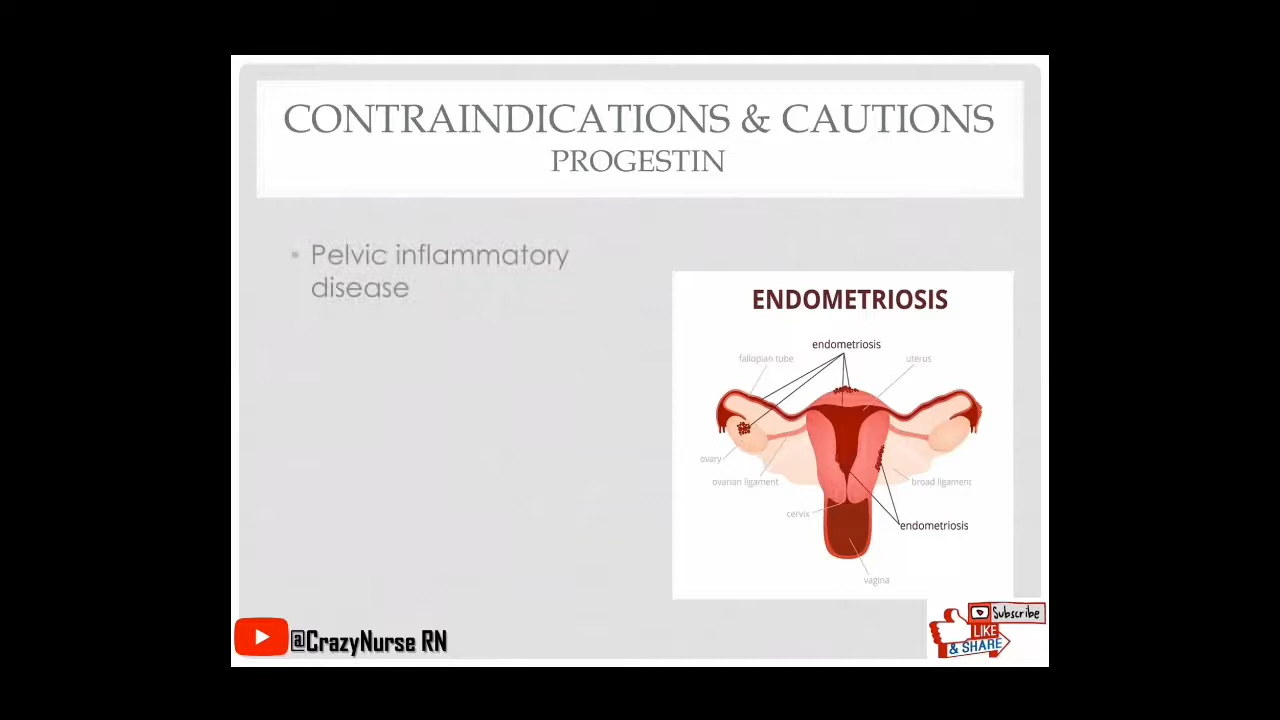 CONTRAINDICATIONS & CAUTIONS
PROGESTIN
• Pelvic inflammatory
disease
ENDOMETRIOSIS
endometriosis
fallopian tube
uterus
ovary
ovarian ligament
broad ligament
cervix
endometriosis
vagina
@CrazyNurse RN
Subscribe
LIKE
& SHARE